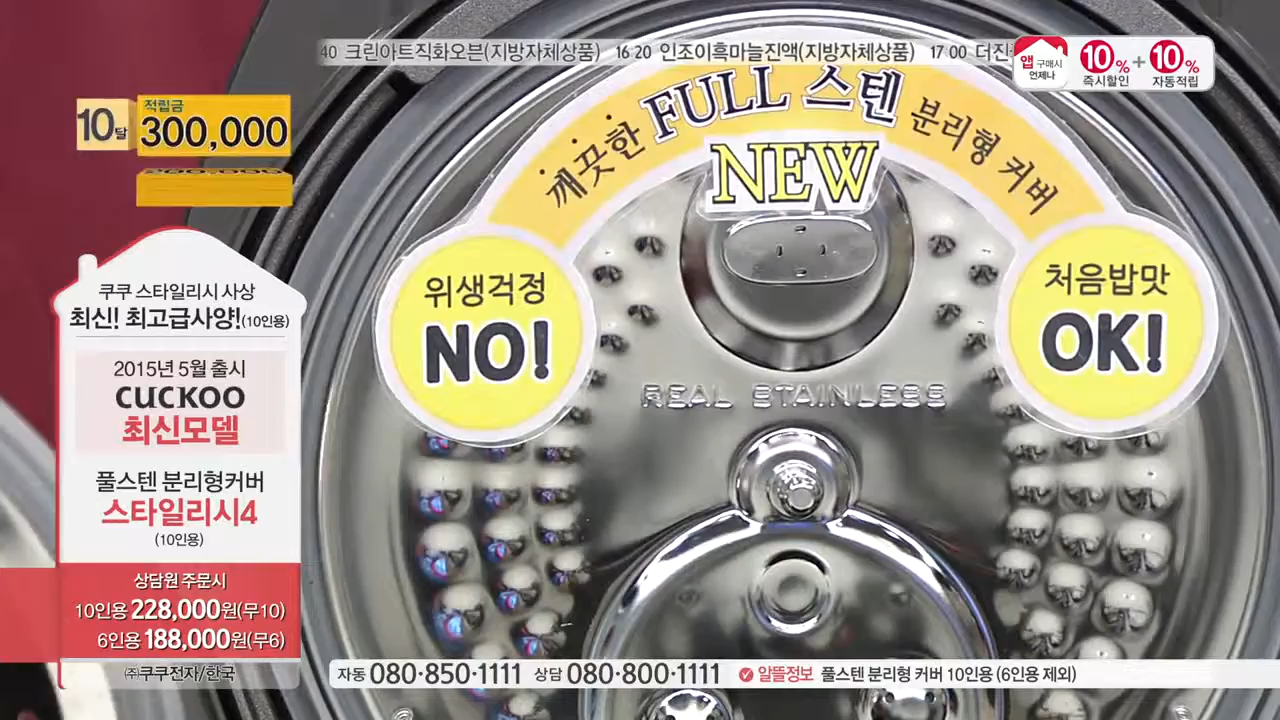 40 크린아트직화오븐(지방자체상품) 16 20 인조이흑마늘진액(지방자체상품) 17 00 더진
앱 구매시 언제나
10% 즉시할인 + 10% 자동적립
10달
적립금
300,000
깨끗한 FULL 스텐 분리형 커버
NEW
위생걱정
NO!
처음밥맛
OK!
REAL STAINLESS
쿠쿠 스타일리시 사상
최신! 최고급사양!(10인용)
2015년 5월 출시
CUCKOO
최신모델
풀스텐 분리형커버
스타일리시4
(10인용)
상담원 주문시
10인용 228,000원(무10)
6인용 188,000원(무6)
㈜쿠쿠전자/한국
자동 080·850·1111 상담 080·800·1111 알뜰정보 풀스텐 분리형 커버 10인용 (6인용 제외)